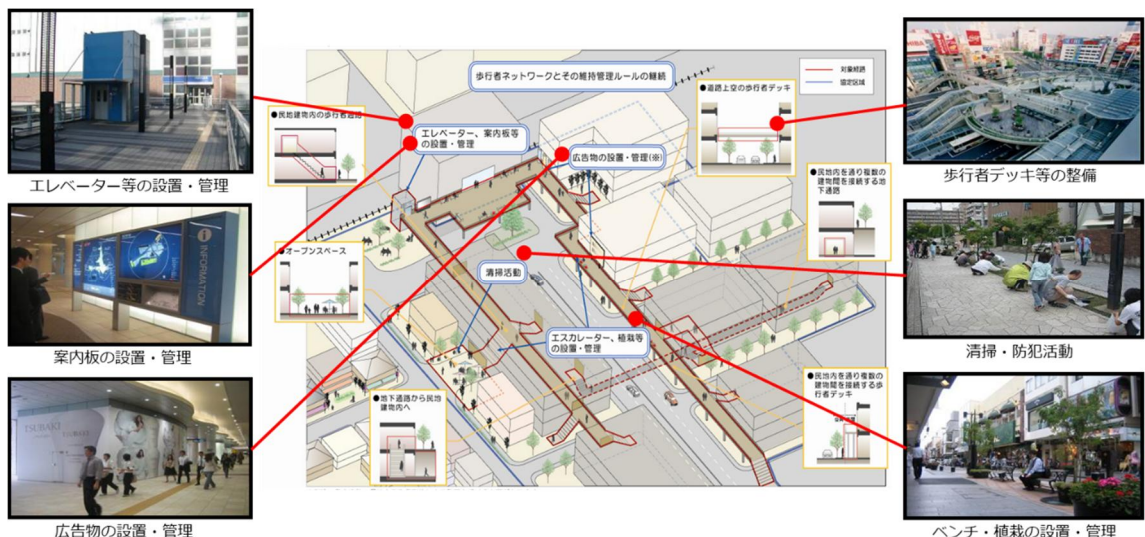 エレベーター等の設置・管理
INFORMATION
案内板の設置・管理
TSUBAKI
広告物の設置・管理
歩行者ネットワークとその維持管理ルールの継続
対象経路
協定区域
●民地建物内の歩行者通路
エレベーター、案内板等
の設置・管理
広告物の設置・管理(※)
●道路上空の歩行者デッキ
●民地内を通り複数の
建物間を接続する地
下通路
●オープンスペース
清掃活動
エスカレーター、植栽等
の設置・管理
●地下通路から民地
建物内へ
●民地内を通り複数の
建物間を接続する歩
行者デッキ
歩行者デッキ等の整備
清掃・防犯活動
ベンチ・植栽の設置・管理